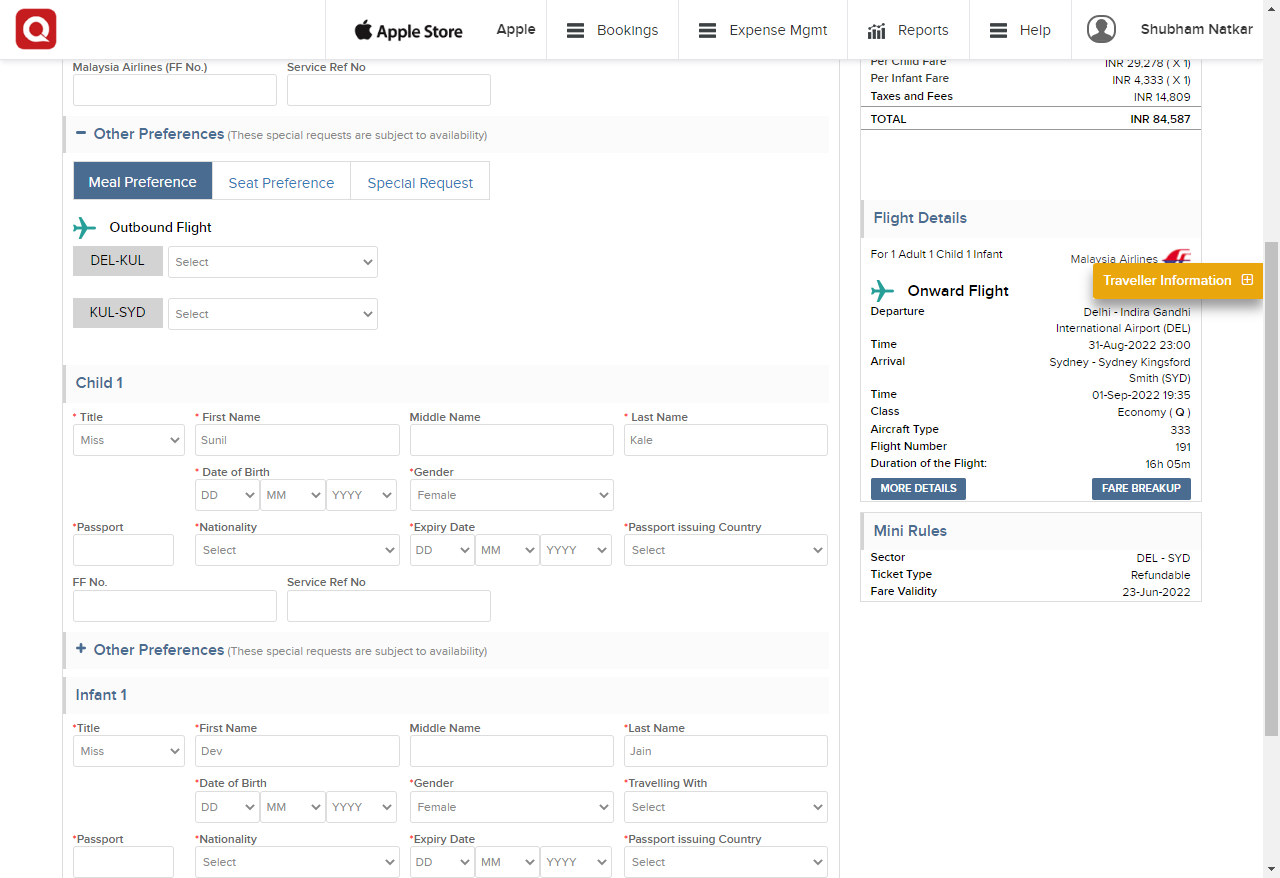 Q
Apple Store
Apple
Bookings
Expense Mgmt
Reports
Help
Shubham Natkar
Malaysia Airlines (FF No.)
Service Ref No
Other Preferences (These special requests are subject to availability)
Meal Preference
Seat Preference
Special Request
Outbound Flight
DEL-KUL
Select
KUL-SYD
Select
Child 1
* Title
* First Name
Middle Name
* Last Name
Miss
Sunil
Kale
* Date of Birth
*Gender
DD
MM
YYYY
Female
*Passport
*Nationality
*Expiry Date
*Passport issuing Country
Select
DD
MM
YYYY
Select
FF No.
Service Ref No
Other Preferences (These special requests are subject to availability)
Infant 1
*Title
*First Name
Middle Name
*Last Name
Miss
Dev
Jain
*Date of Birth
*Gender
*Travelling With
DD
MM
YYYY
Female
Select
*Passport
*Nationality
*Expiry Date
*Passport issuing Country
Select
DD
MM
YYYY
Select
Per Child Fare INR 29,278 ( X 1)
Per Infant Fare INR 4,333 ( X 1)
Taxes and Fees INR 14,809
TOTAL INR 84,587
Flight Details
For 1 Adult 1 Child 1 Infant
Malaysia Airlines
Traveller Information
Onward Flight
Departure Delhi - Indira Gandhi
International Airport (DEL)
Time 31-Aug-2022 23:00
Arrival Sydney - Sydney Kingsford
Smith (SYD)
Time 01-Sep-2022 19:35
Class Economy ( Q )
Aircraft Type 333
Flight Number 191
Duration of the Flight: 16h 05m
MORE DETAILS
FARE BREAKUP
Mini Rules
Sector DEL - SYD
Ticket Type Refundable
Fare Validity 23-Jun-2022